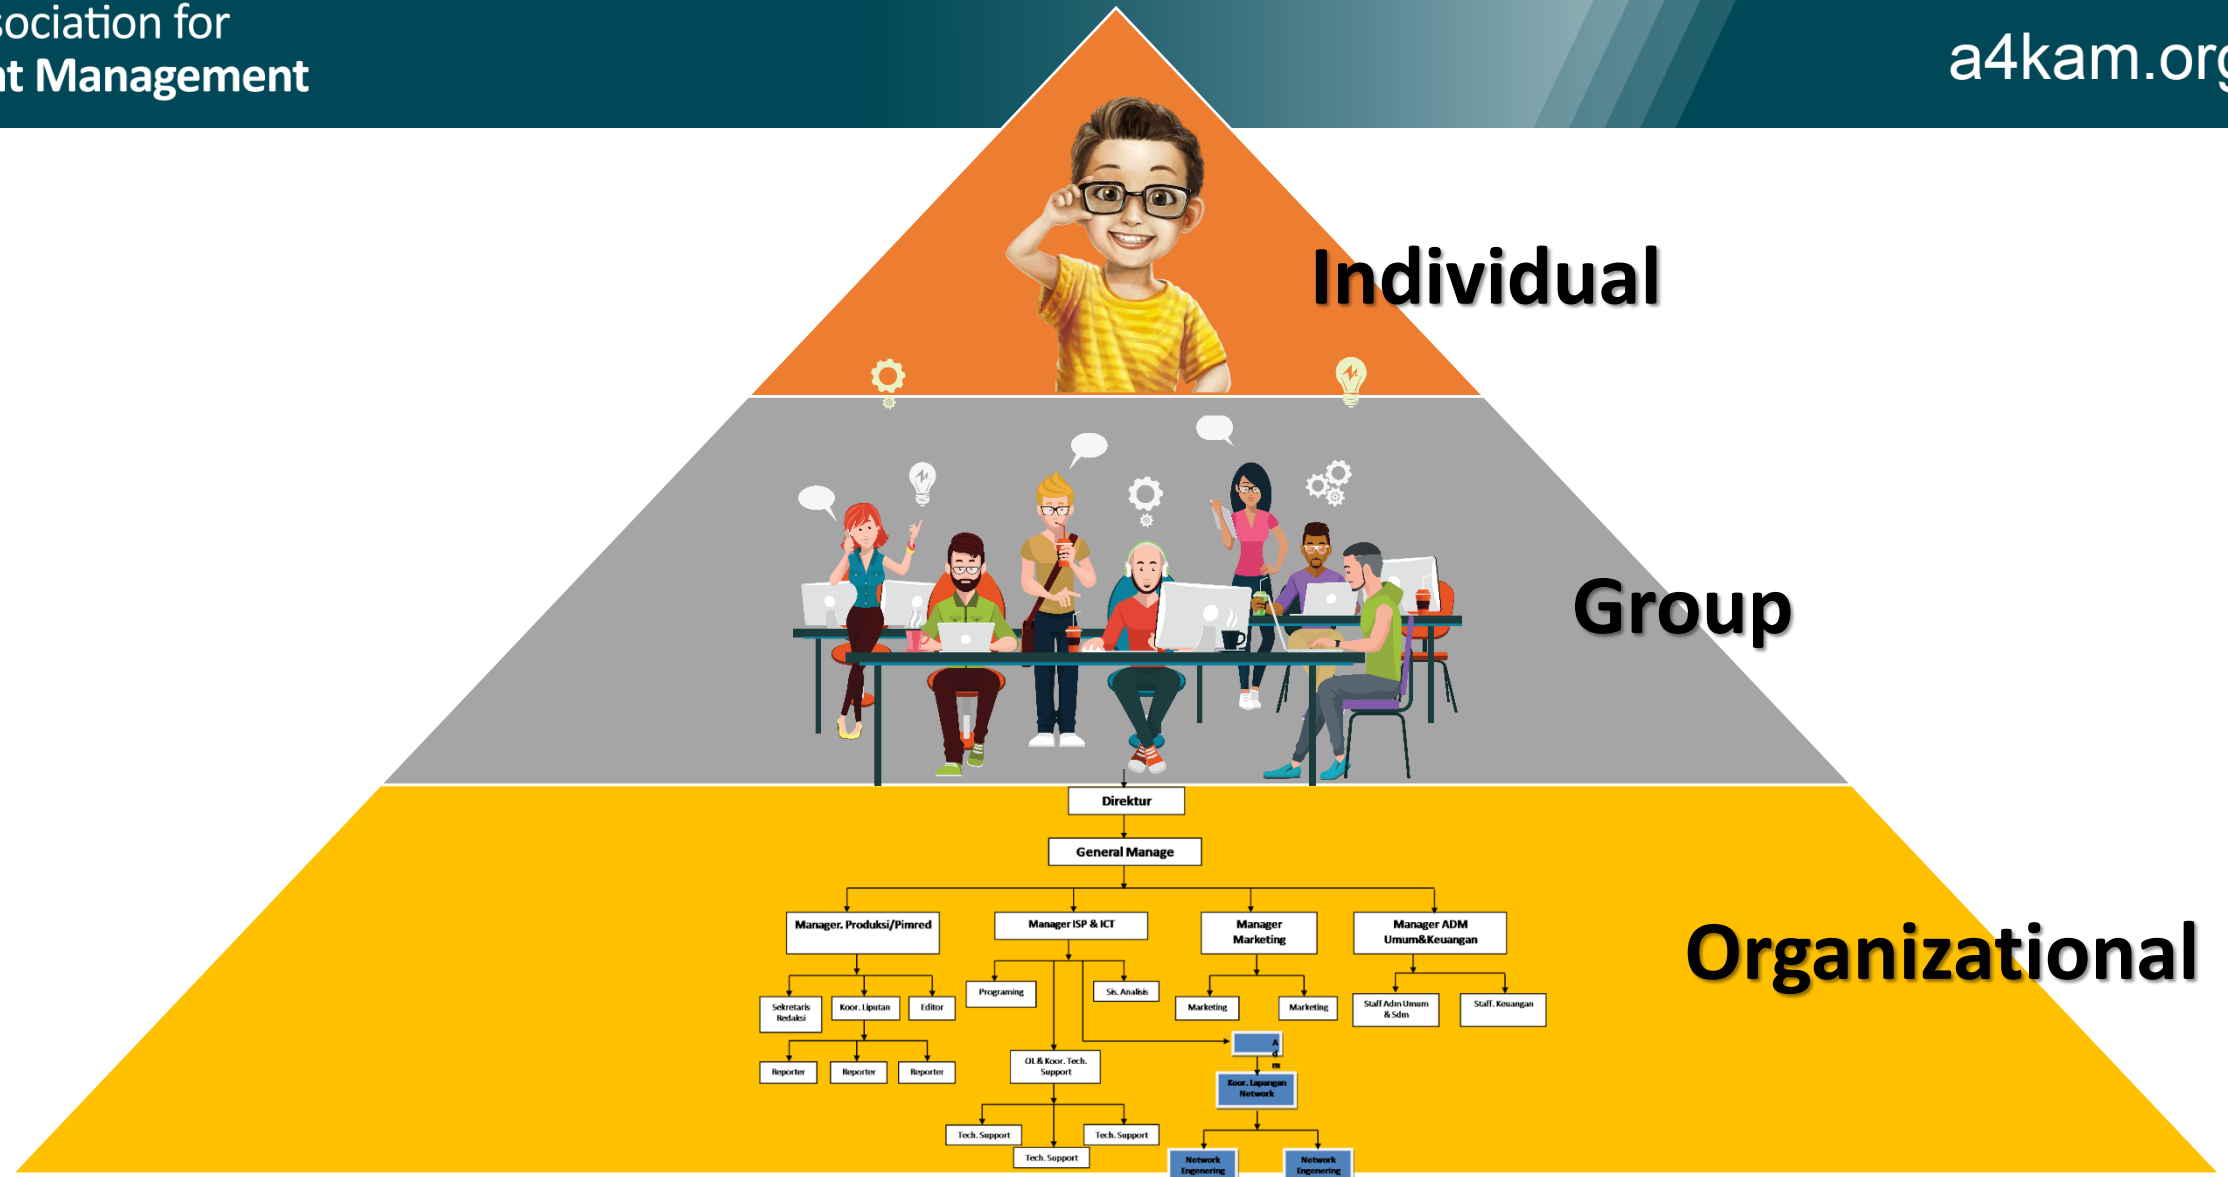 sociation for
nt Management
a4kam.org
Individual
Group
Organizational
Direktur
General Manage
Manager. Produksi/Pimred
Manager ISP & ICT
Manager
Marketing
Manager ADM
Umum&Keuangan
Sekretaris
Redaksi
Koor. Liputan
Editor
Programing
Sis. Analisis
Marketing
Marketing
Staff Adm Umum
& Sdm
Staff. Keuangan
Reporter
Reporter
Reporter
OL & Koor. Tech.
Support
A
d
m
Koor. Lapangan
Network
Tech. Support
Tech. Support
Tech. Support
Network
Engenering
Network
Engenering